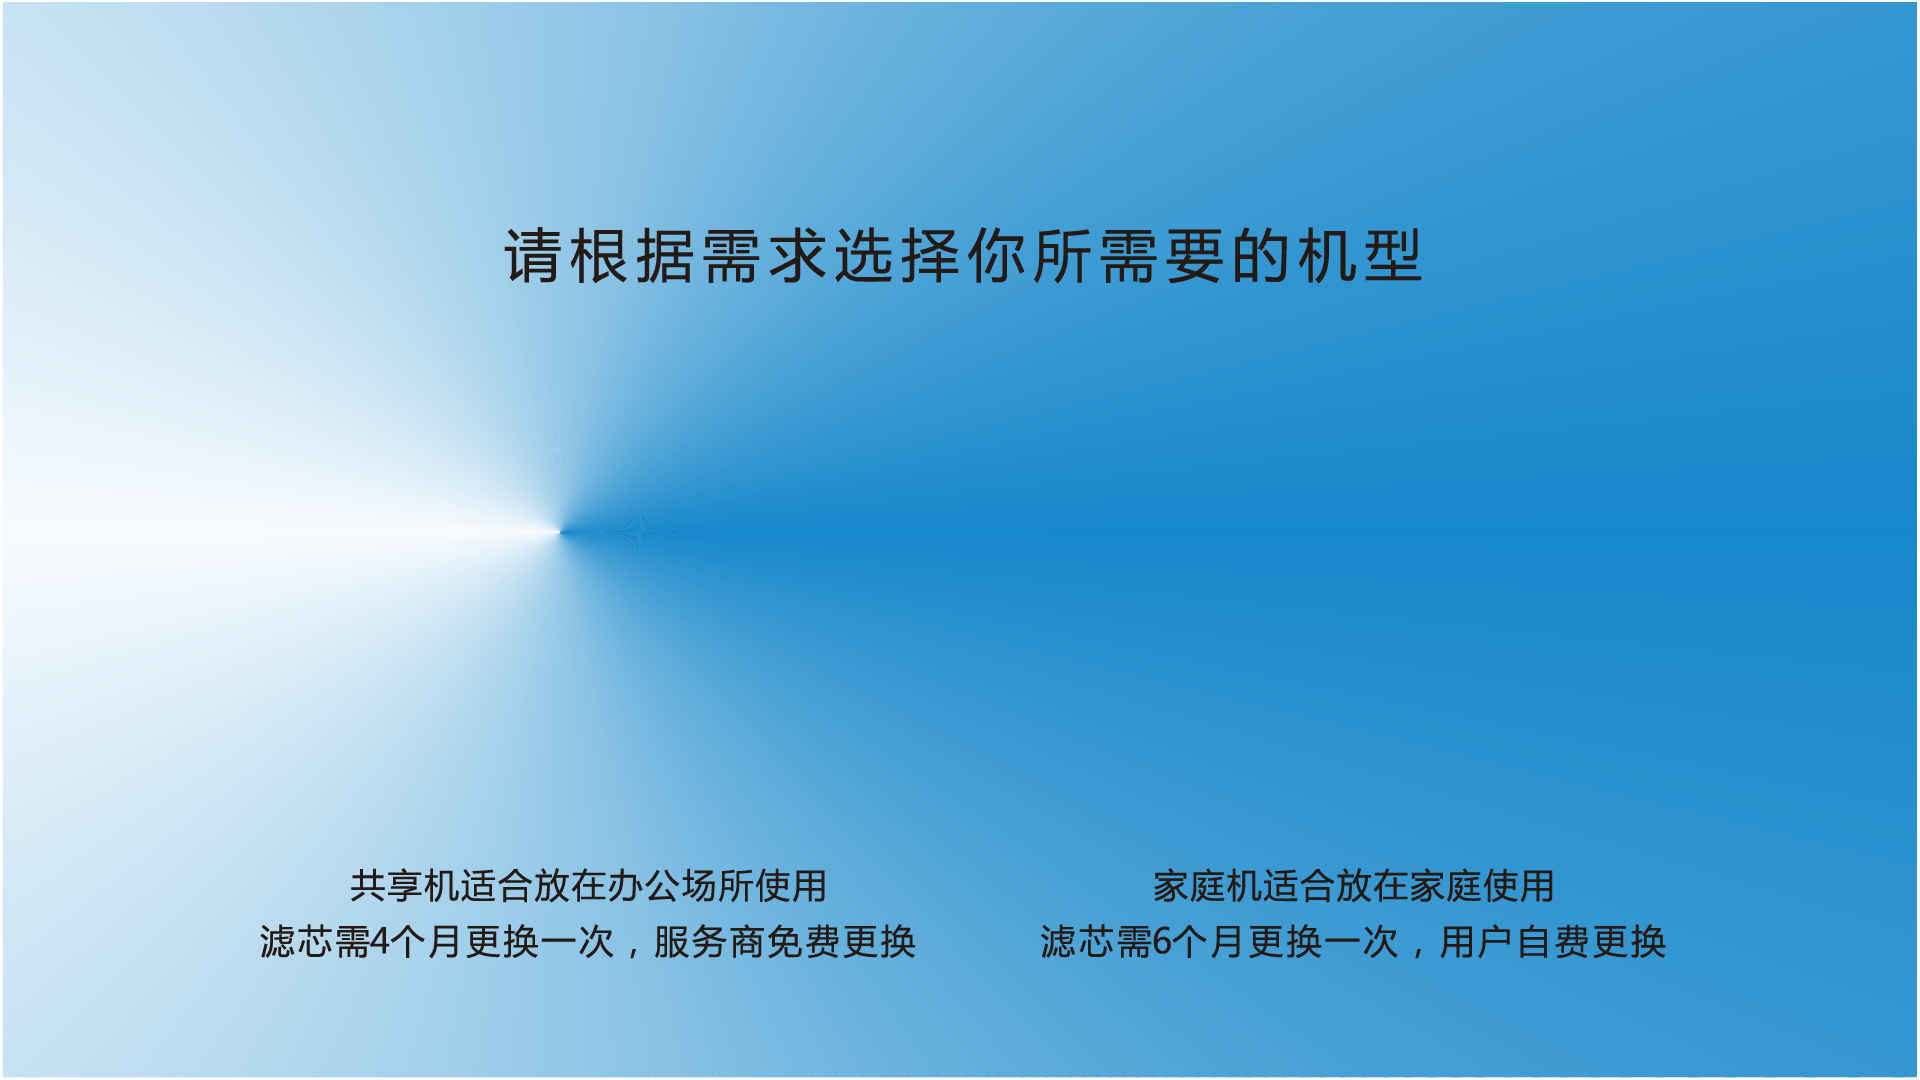 请根据需求选择你所需要的机型
共享机适合放在办公场所使用
滤芯需4个月更换一次，服务商免费更换
家庭机适合放在家庭使用
滤芯需6个月更换一次，用户自费更换